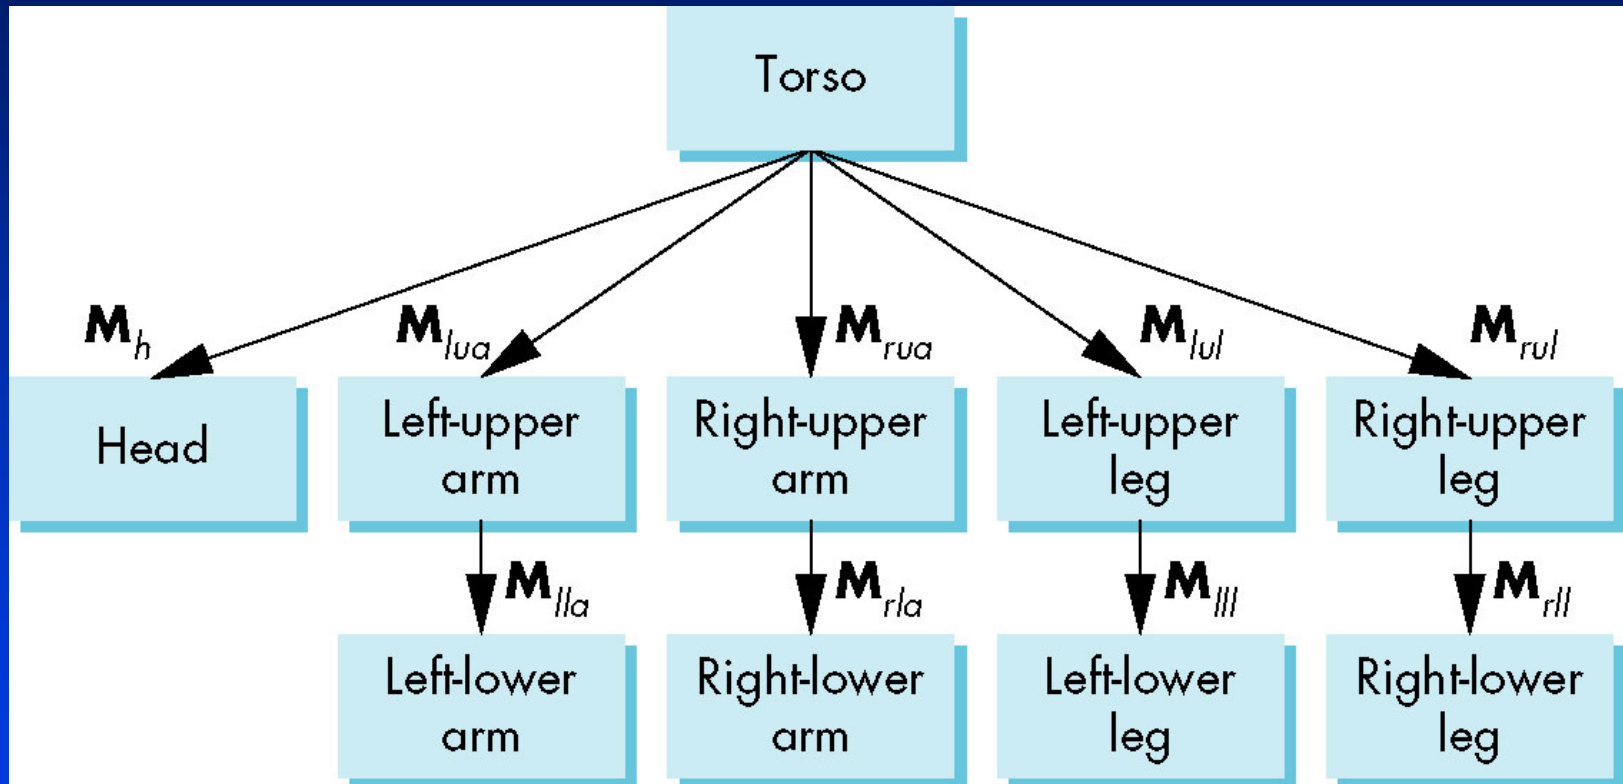 Torso
M_h
M_lua
M_rua
M_lul
M_rul
Head
Left-upper
arm
Right-upper
arm
Left-upper
leg
Right-upper
leg
M_lla
M_rla
M_lll
M_rll
Left-lower
arm
Right-lower
arm
Left-lower
leg
Right-lower
leg